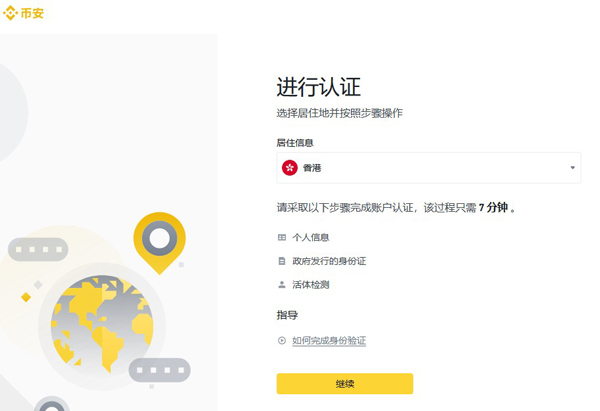 币安
进行认证
选择居住地并按照步骤操作
居住信息
香港
请采取以下步骤完成账户认证，该过程只需 7 分钟 。
个人信息
政府发行的身份证
活体检测
指导
如何完成身份验证
继续